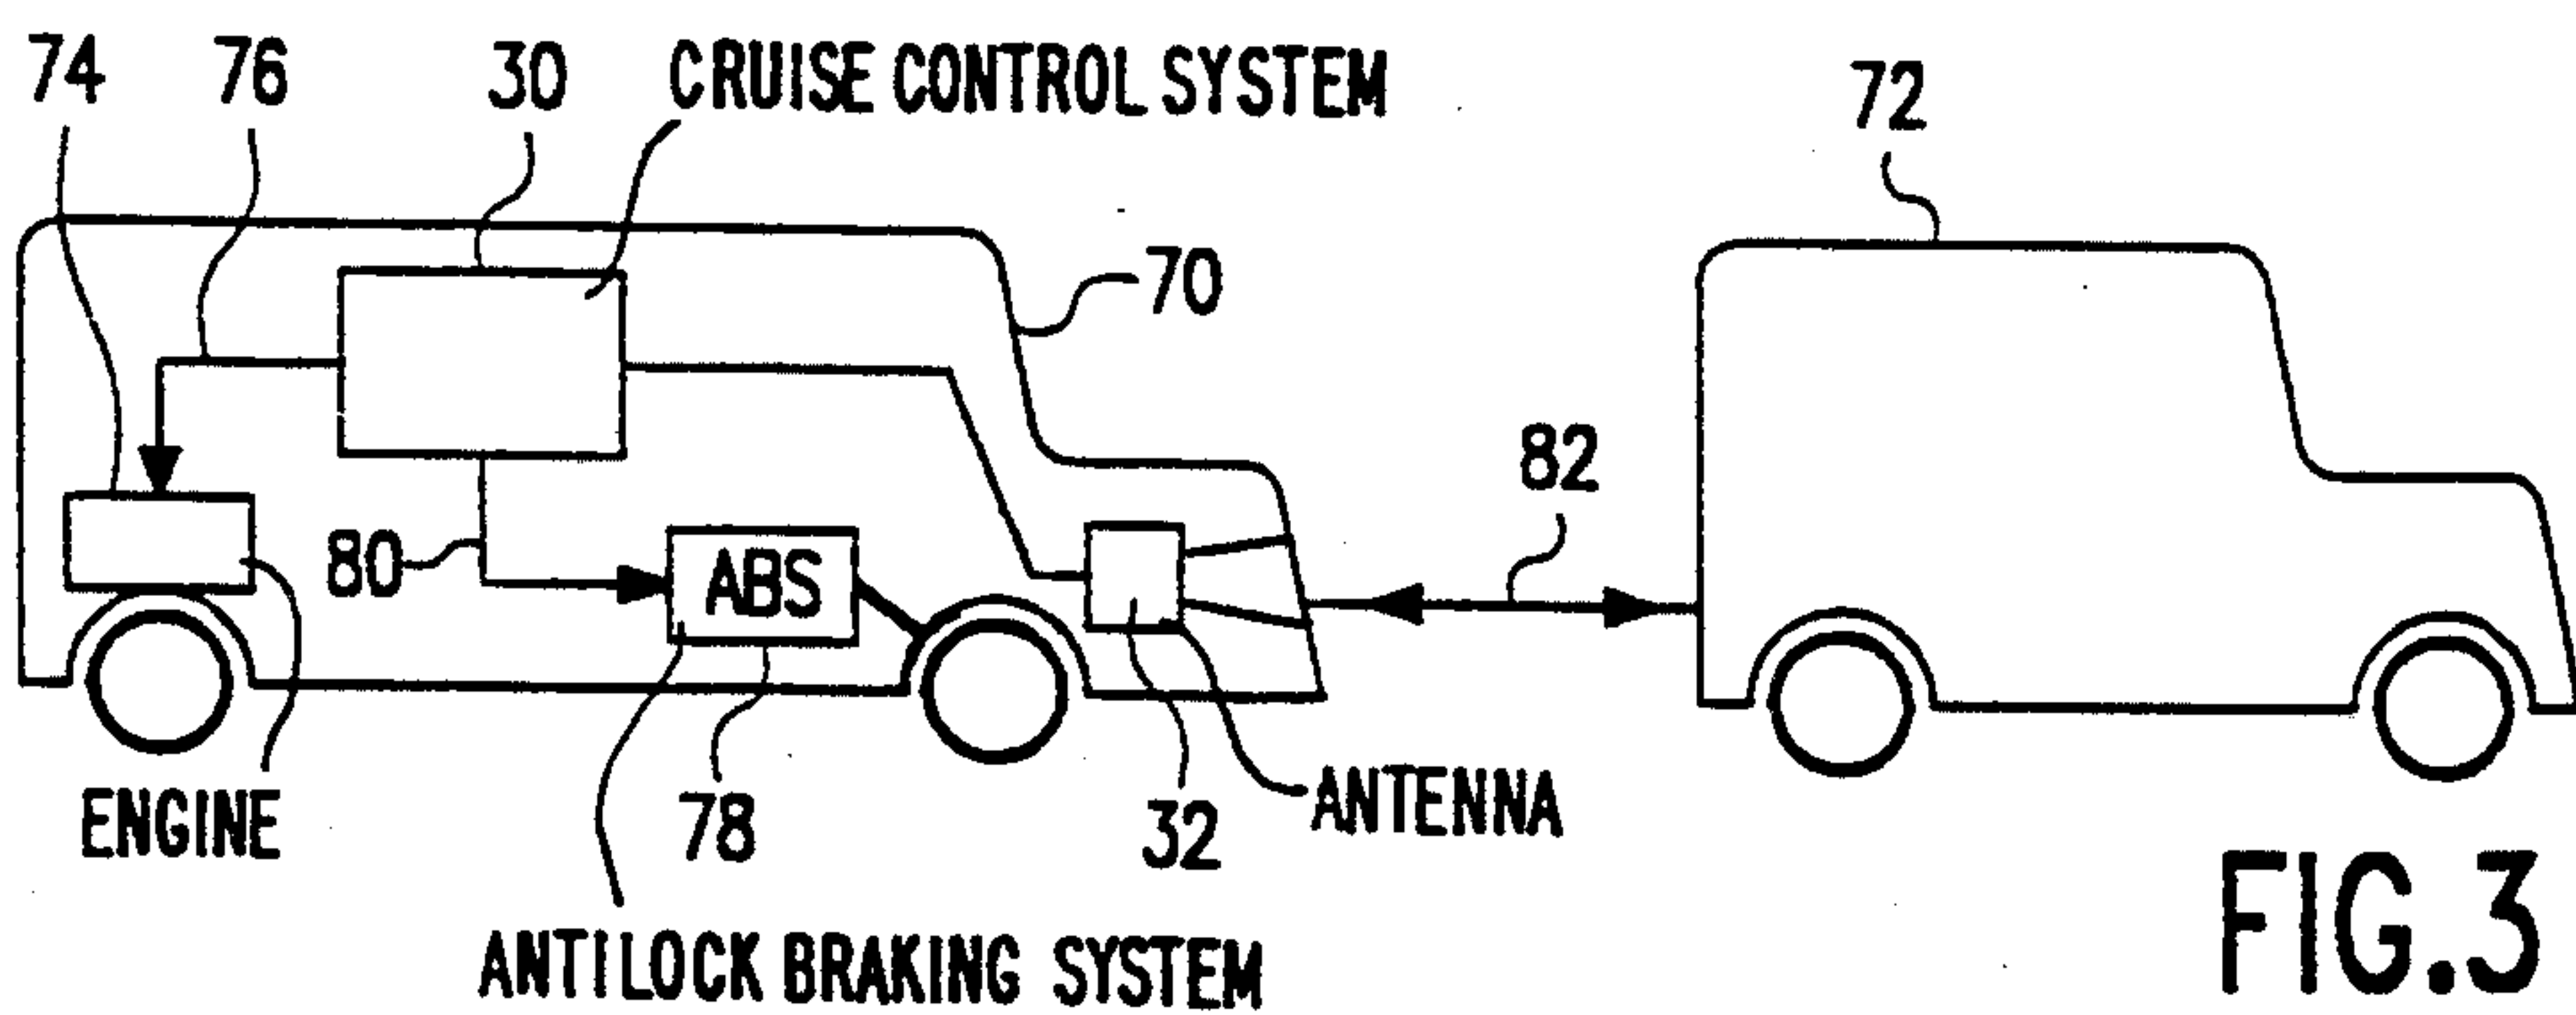 74 76 30 CRUISE CONTROL SYSTEM
72
70
82
80 ABS
ENGINE 78 32 ANTENNA
ANTILOCK BRAKING SYSTEM
FIG.3